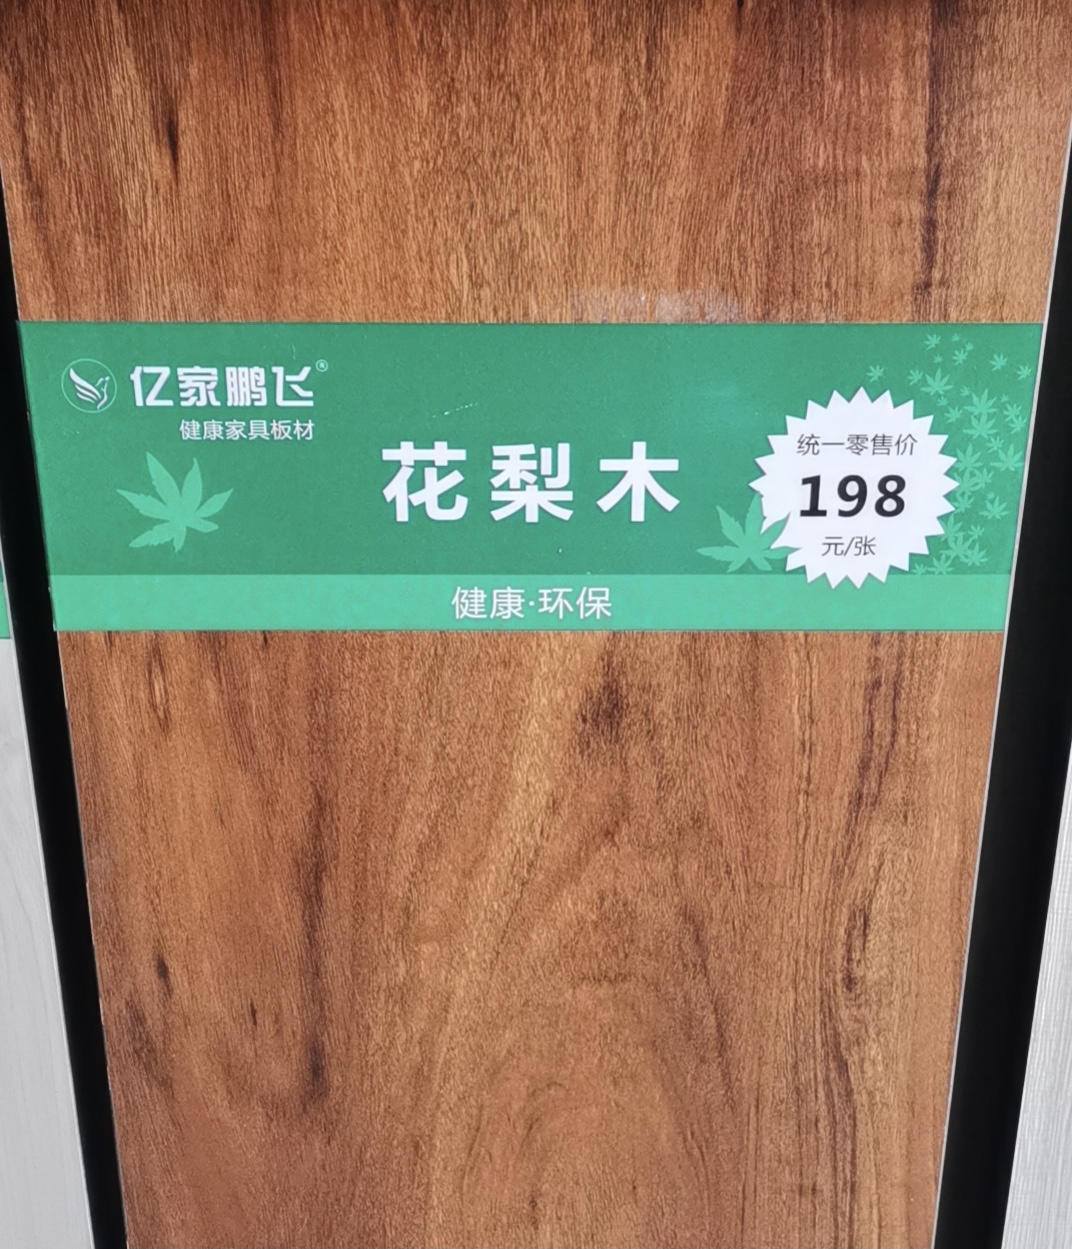 亿家鹏飞®
健康家具板材
花梨木
统一零售价
198
元/张
健康·环保